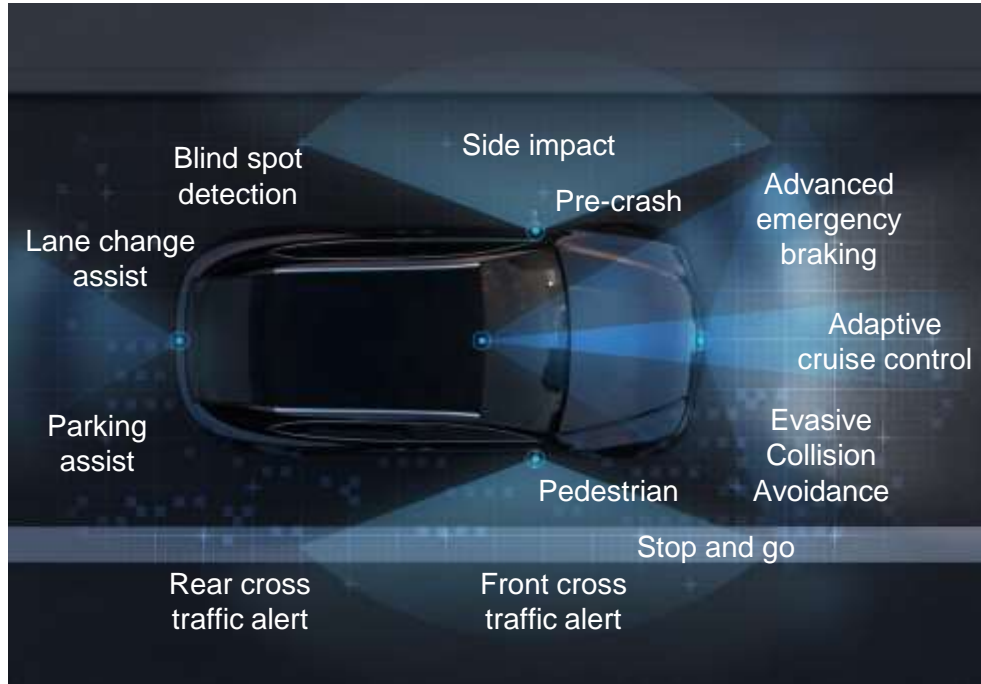 Side impact
Blind spot
detection
Pre-crash
Advanced
emergency
braking
Lane change
assist
Adaptive
cruise control
Parking
assist
Evasive
Collision
Avoidance
Pedestrian
Stop and go
Rear cross
traffic alert
Front cross
traffic alert